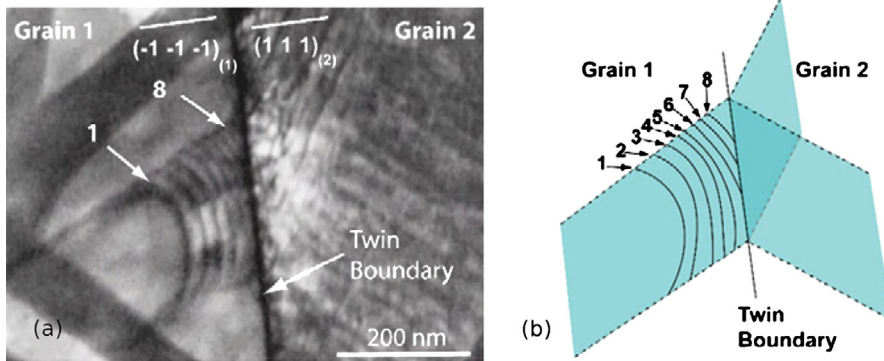 Grain 1
(-1 -1 -1)(1)
(1 1 1)(2)
Grain 2
8
1
Twin
Boundary
(a)
200 nm
Grain 1
Grain 2
8
7
6
5
4
3
2
1
Twin
Boundary
(b)